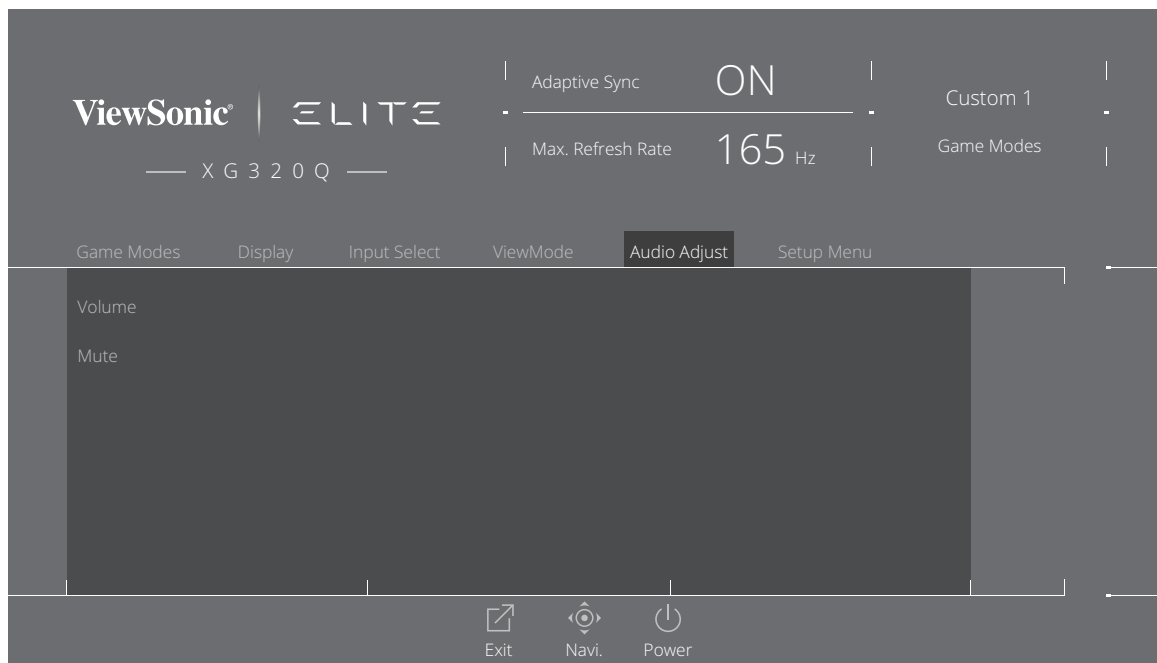 ViewSonic® ELITE
XG320Q
Adaptive Sync ON
Max. Refresh Rate 165 Hz
Custom 1
Game Modes
Game Modes Display Input Select ViewMode Audio Adjust Setup Menu
Volume
Mute
Exit Navi. Power